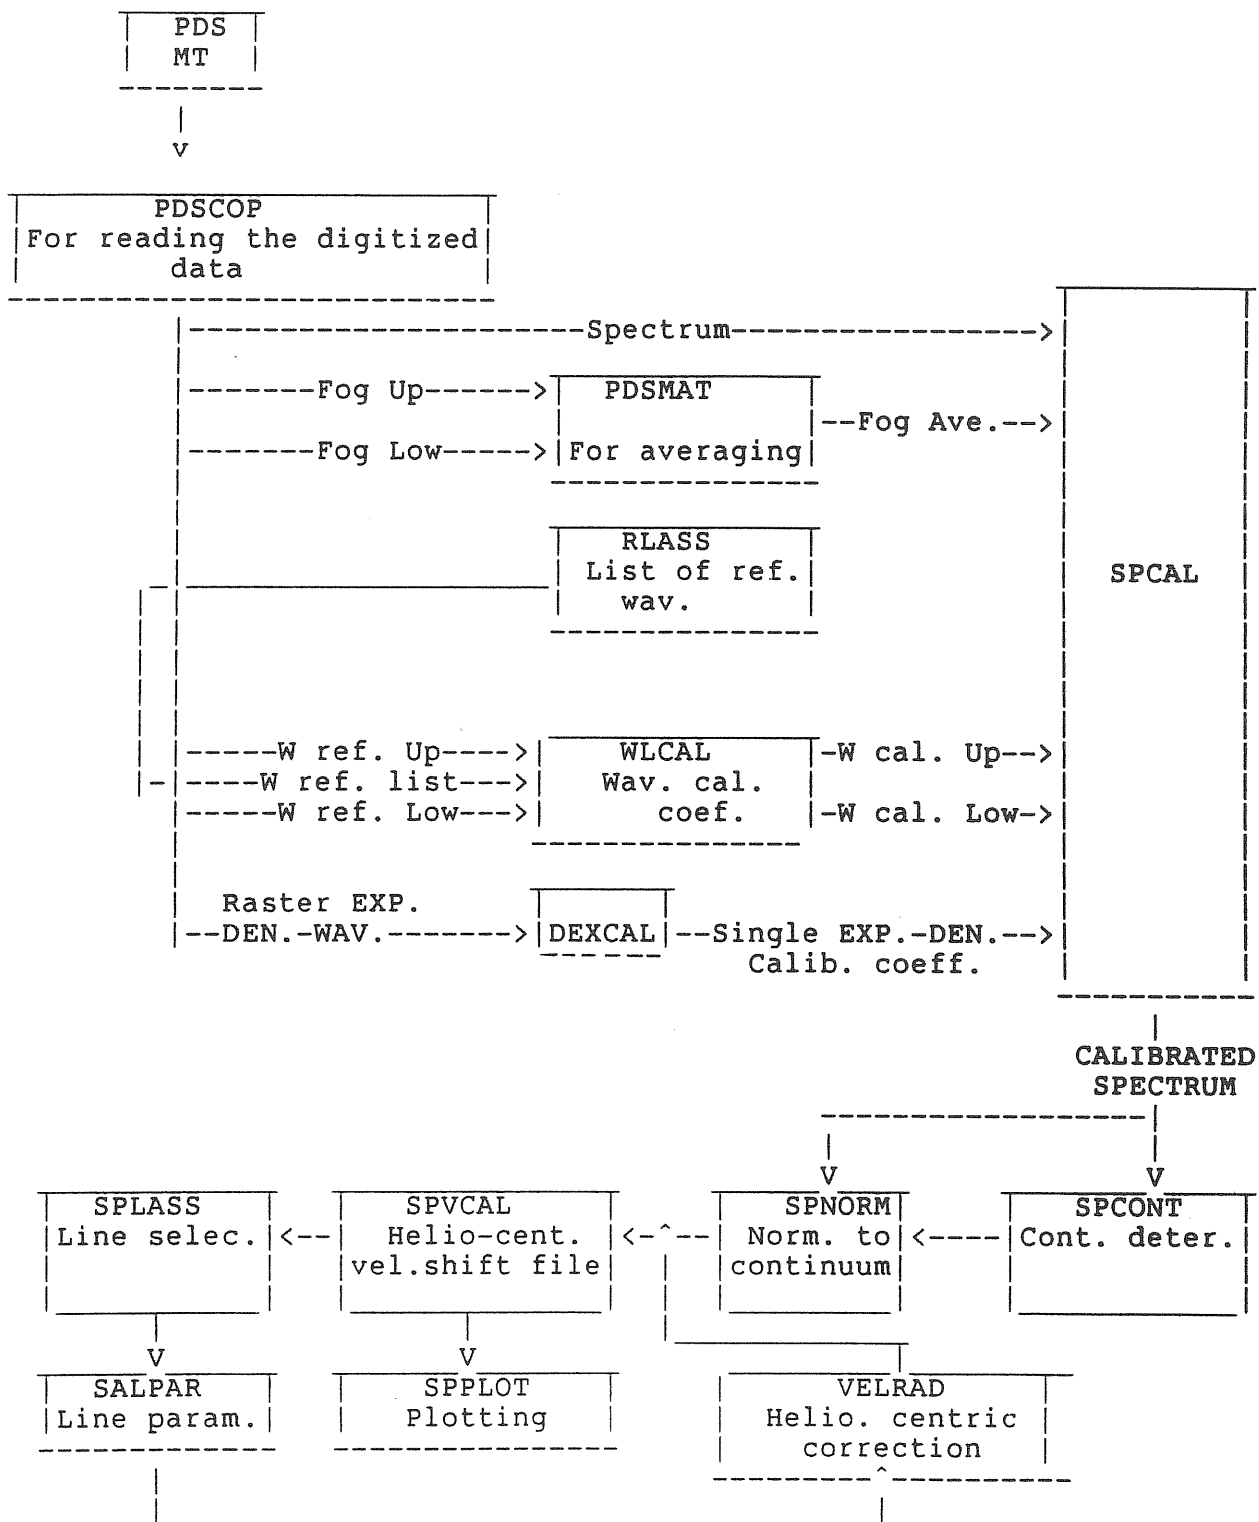 PDS
MT
PDSCOP
For reading the digitized
data
Spectrum
Fog Up
PDSMAT
Fog Ave.
Fog Low
For averaging
RLASS
List of ref.
wav.
SPCAL
W ref. Up
WLCAL
W cal. Up
W ref. list
Wav. cal.
W ref. Low
coef.
W cal. Low
Raster EXP.
DEN.-WAV.
DEXCAL
Single EXP.-DEN.
Calib. coeff.
CALIBRATED
SPECTRUM
SPLASS
Line selec.
SPVCAL
Helio-cent.
vel.shift file
SPNORM
Norm. to
continuum
SPCONT
Cont. deter.
SALPAR
Line param.
SPPLOT
Plotting
VELRAD
Helio. centric
correction